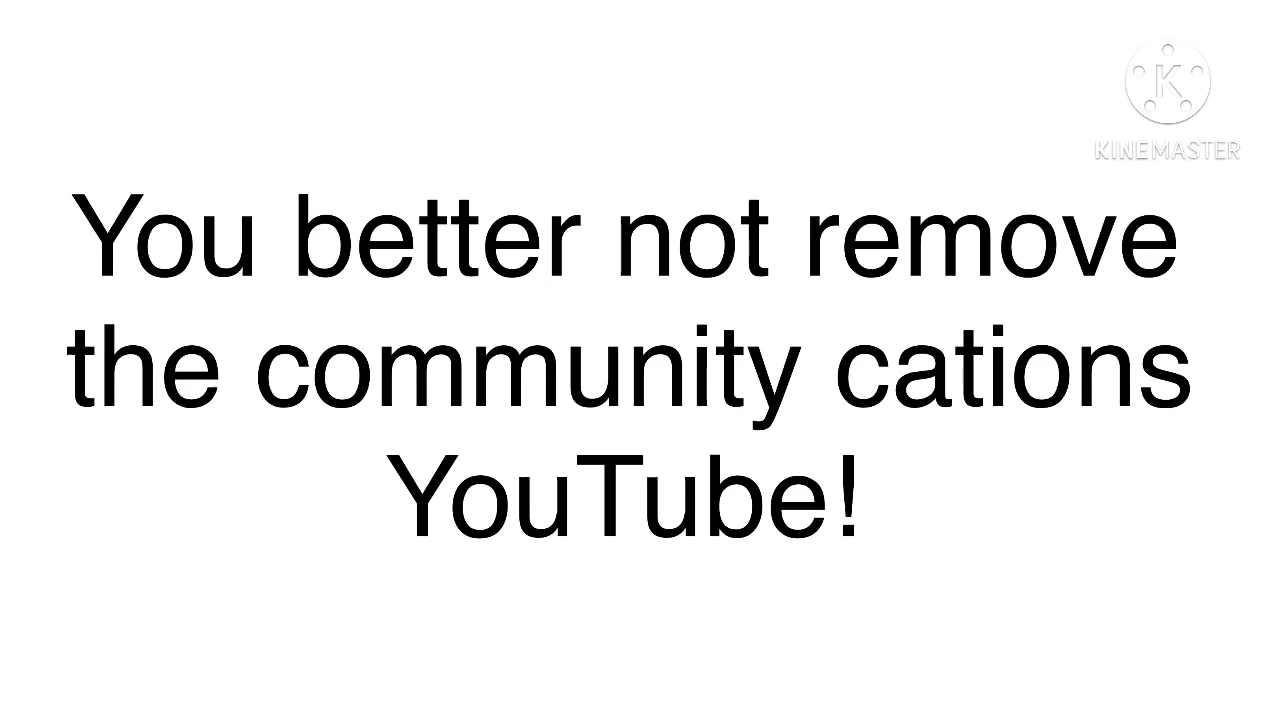 K
KINEMASTER
You better not remove
the community cations
YouTube!